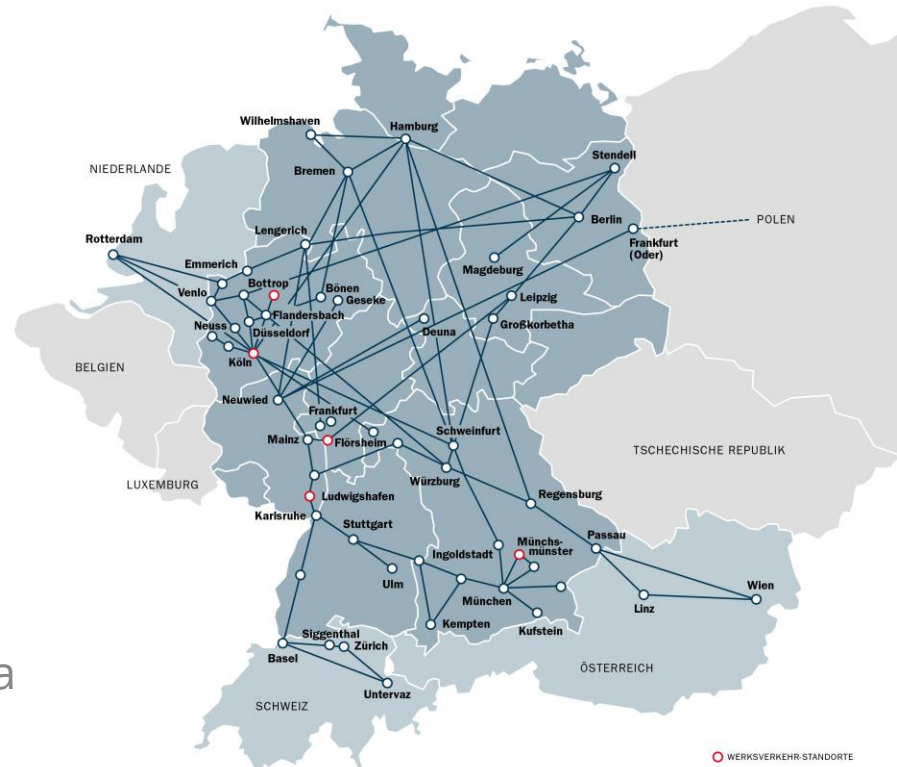 Wilhelmshaven
Hamburg
NIEDERLANDE
Bremen
Stendell
Berlin
POLEN
Lengerich
Rotterdam
Frankfurt
(Oder)
Emmerich
Magdeburg
Bottrop
Venlo
Bönen
Geseke
Leipzig
Flandersbach
Neuss
Düsseldorf
Deuna
Großkorbetha
Köln
BELGIEN
Neuwied
Frankfurt
Mainz
Flörsheim
Schweinfurt
TSCHECHISCHE REPUBLIK
LUXEMBURG
Würzburg
Ludwigshafen
Regensburg
Karlsruhe
Stuttgart
Passau
Ingoldstadt
Münchs-
münster
Ulm
München
Linz
Wien
Kempten
Kufstein
Siggenthal
Zürich
Basel
ÖSTERREICH
a
Untervaz
SCHWEIZ
WERKSVERKEHR-STANDORTE